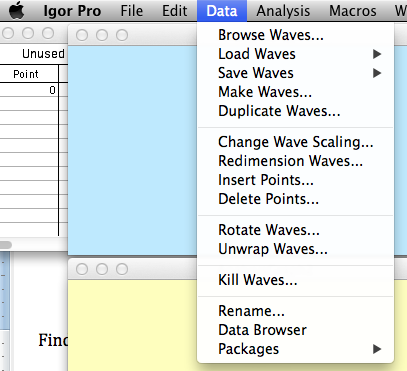 Igor Pro File Edit Data Analysis Macros W
Unused
Point
0
Browse Waves...
Load Waves
Save Waves
Make Waves...
Duplicate Waves...
Change Wave Scaling...
Redimension Waves...
Insert Points...
Delete Points...
Rotate Waves...
Unwrap Waves...
Kill Waves...
Rename...
Data Browser
Packages
Find